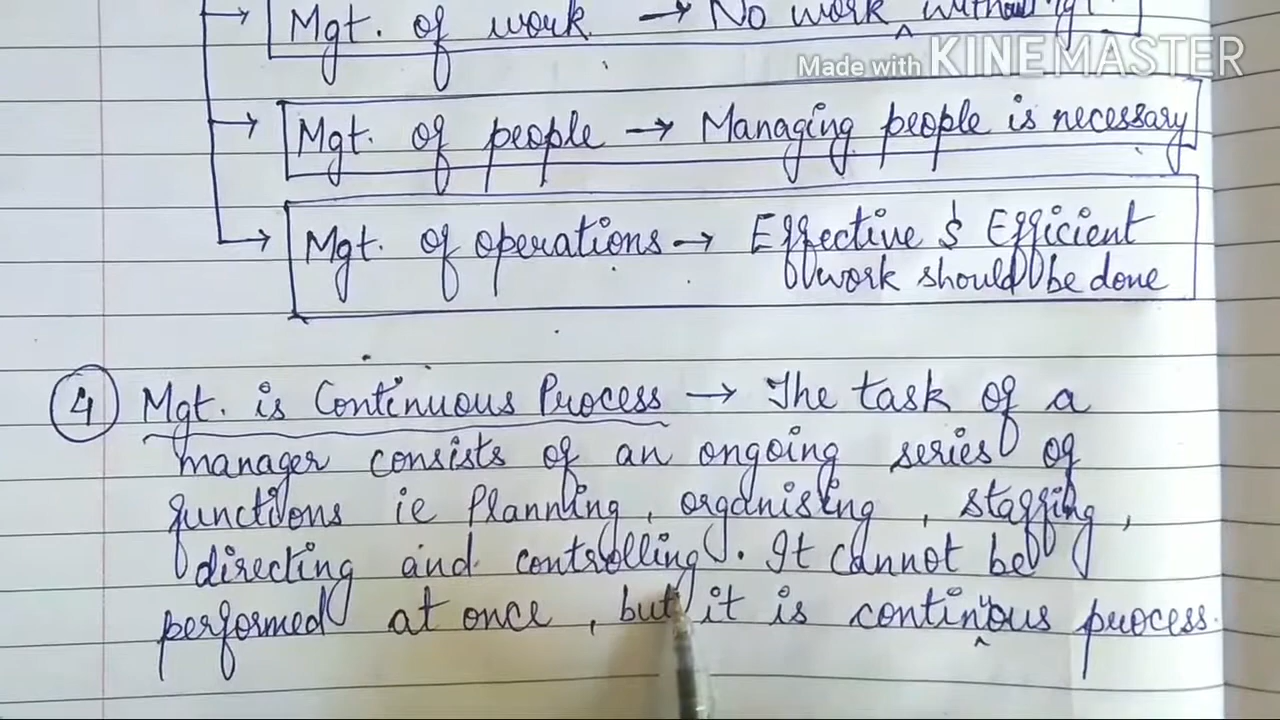 Mgt. of work → No work without Mgt.
Made with KINEMASTER
Mgt. of people → Managing people is necessary
Mgt. of operations → Effective & Efficient
work should be done
4 Mgt. is Continuous Process → The task of a
manager consists of an ongoing series of
functions ie Planning, organising, staffing,
directing and controlling. It cannot be
performed at once, but it is continuous process.